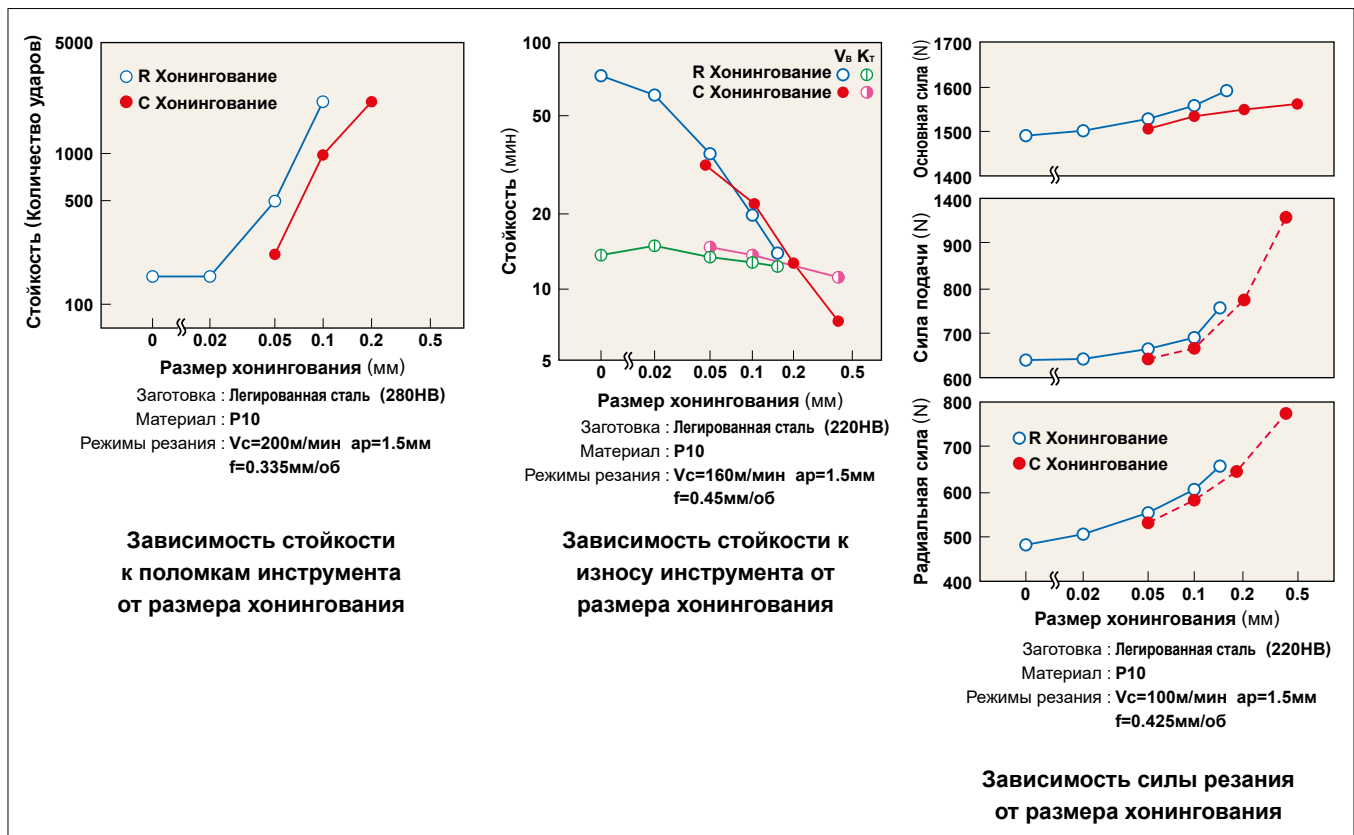 5000
1000
500
100
Стойкость (Количество ударов)
R Хонингование
C Хонингование
0 0.02 0.05 0.1 0.2 0.5
Размер хонингования (мм)
Заготовка : Легированная сталь (280HB)
Материал : P10
Режимы резания : Vc=200м/мин ap=1.5мм
f=0.335мм/об
Зависимость стойкости
к поломкам инструмента
от размера хонингования
100
50
20
10
5
Стойкость (мин)
VB KT
R Хонингование
C Хонингование
0 0.02 0.05 0.1 0.2 0.5
Размер хонингования (мм)
Заготовка : Легированная сталь (220HB)
Материал : P10
Режимы резания : Vc=160м/мин ap=1.5мм
f=0.45мм/об
Зависимость стойкости к
износу инструмента от
размера хонингования
1700
1600
1500
1400
Основная сила (N)
1400
900
800
700
600
Сила подачи (N)
800
700
600
500
400
Радиальная сила (N)
R Хонингование
C Хонингование
0 0.02 0.05 0.1 0.2 0.5
Размер хонингования (мм)
Заготовка : Легированная сталь (220HB)
Материал : P10
Режимы резания : Vc=100м/мин ap=1.5мм
f=0.425мм/об
Зависимость силы резания
от размера хонингования